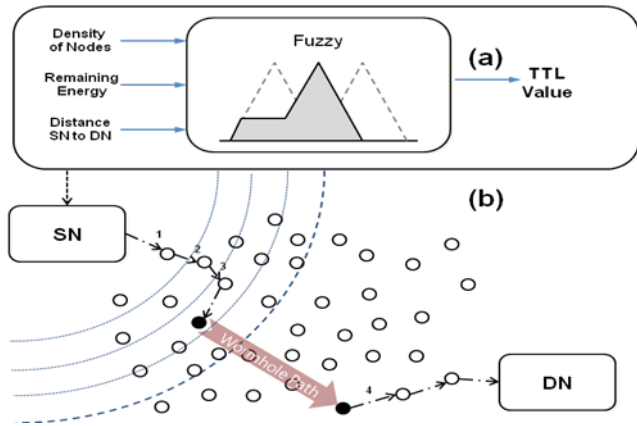 Density
of Nodes
Remaining
Energy
Distance
SN to DN
Fuzzy
(a)
TTL
Value
(b)
SN
1
2
3
Wormhole Path
4
DN